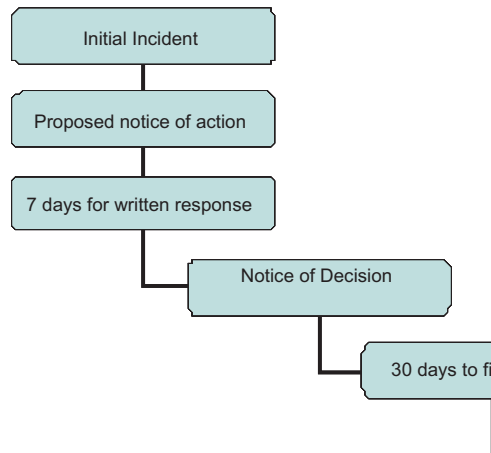 Initial Incident
Proposed notice of action
7 days for written response
Notice of Decision
30 days to